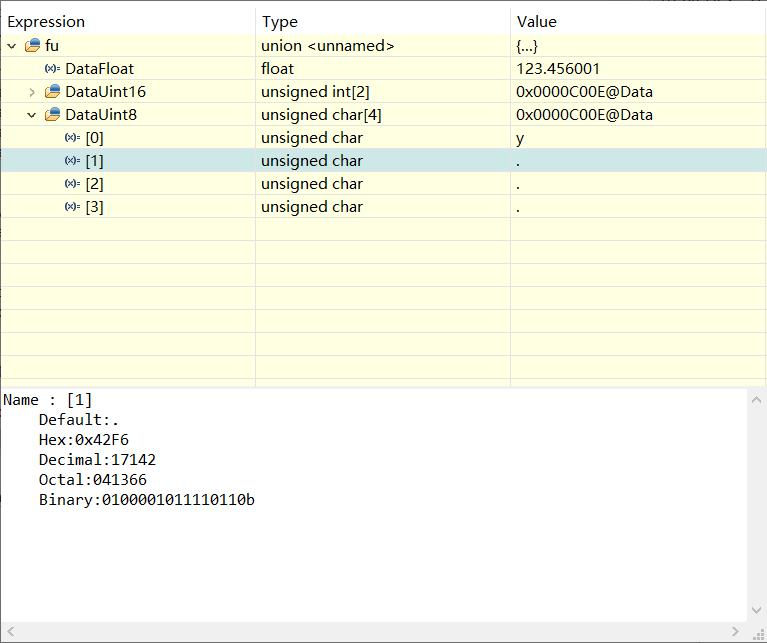 Expression Type Value
fu union <unnamed> {...}
(x)= DataFloat float 123.456001
DataUint16 unsigned int[2] 0x0000C00E@Data
DataUint8 unsigned char[4] 0x0000C00E@Data
(x)= [0] unsigned char y
(x)= [1] unsigned char .
(x)= [2] unsigned char .
(x)= [3] unsigned char .
Name : [1]
Default:.
Hex:0x42F6
Decimal:17142
Octal:041366
Binary:0100001011110110b